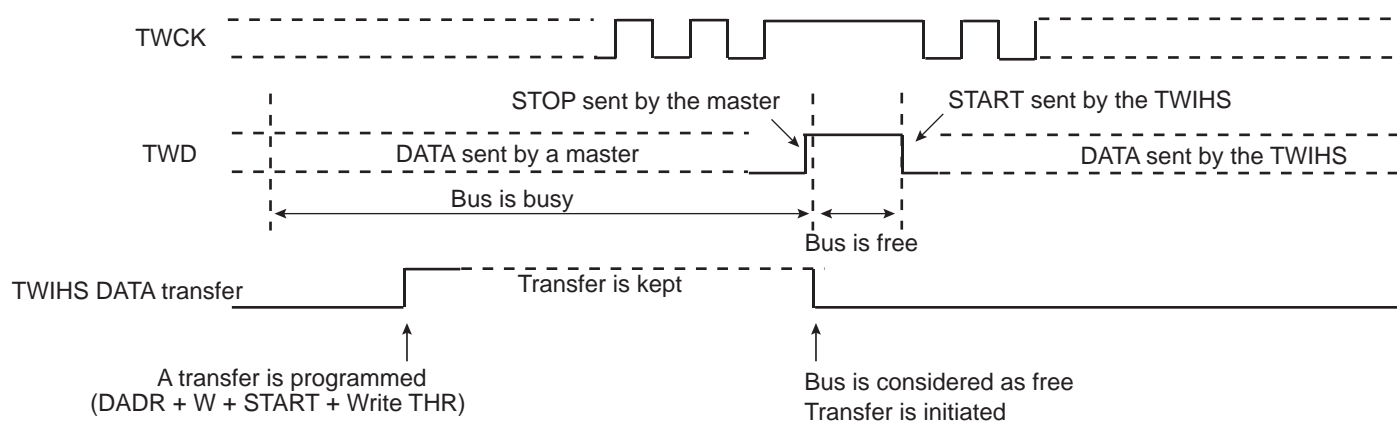 TWCK
STOP sent by the master
START sent by the TWIHS
TWD
DATA sent by a master
DATA sent by the TWIHS
Bus is busy
Bus is free
TWIHS DATA transfer
Transfer is kept
A transfer is programmed
(DADR + W + START + Write THR)
Bus is considered as free
Transfer is initiated